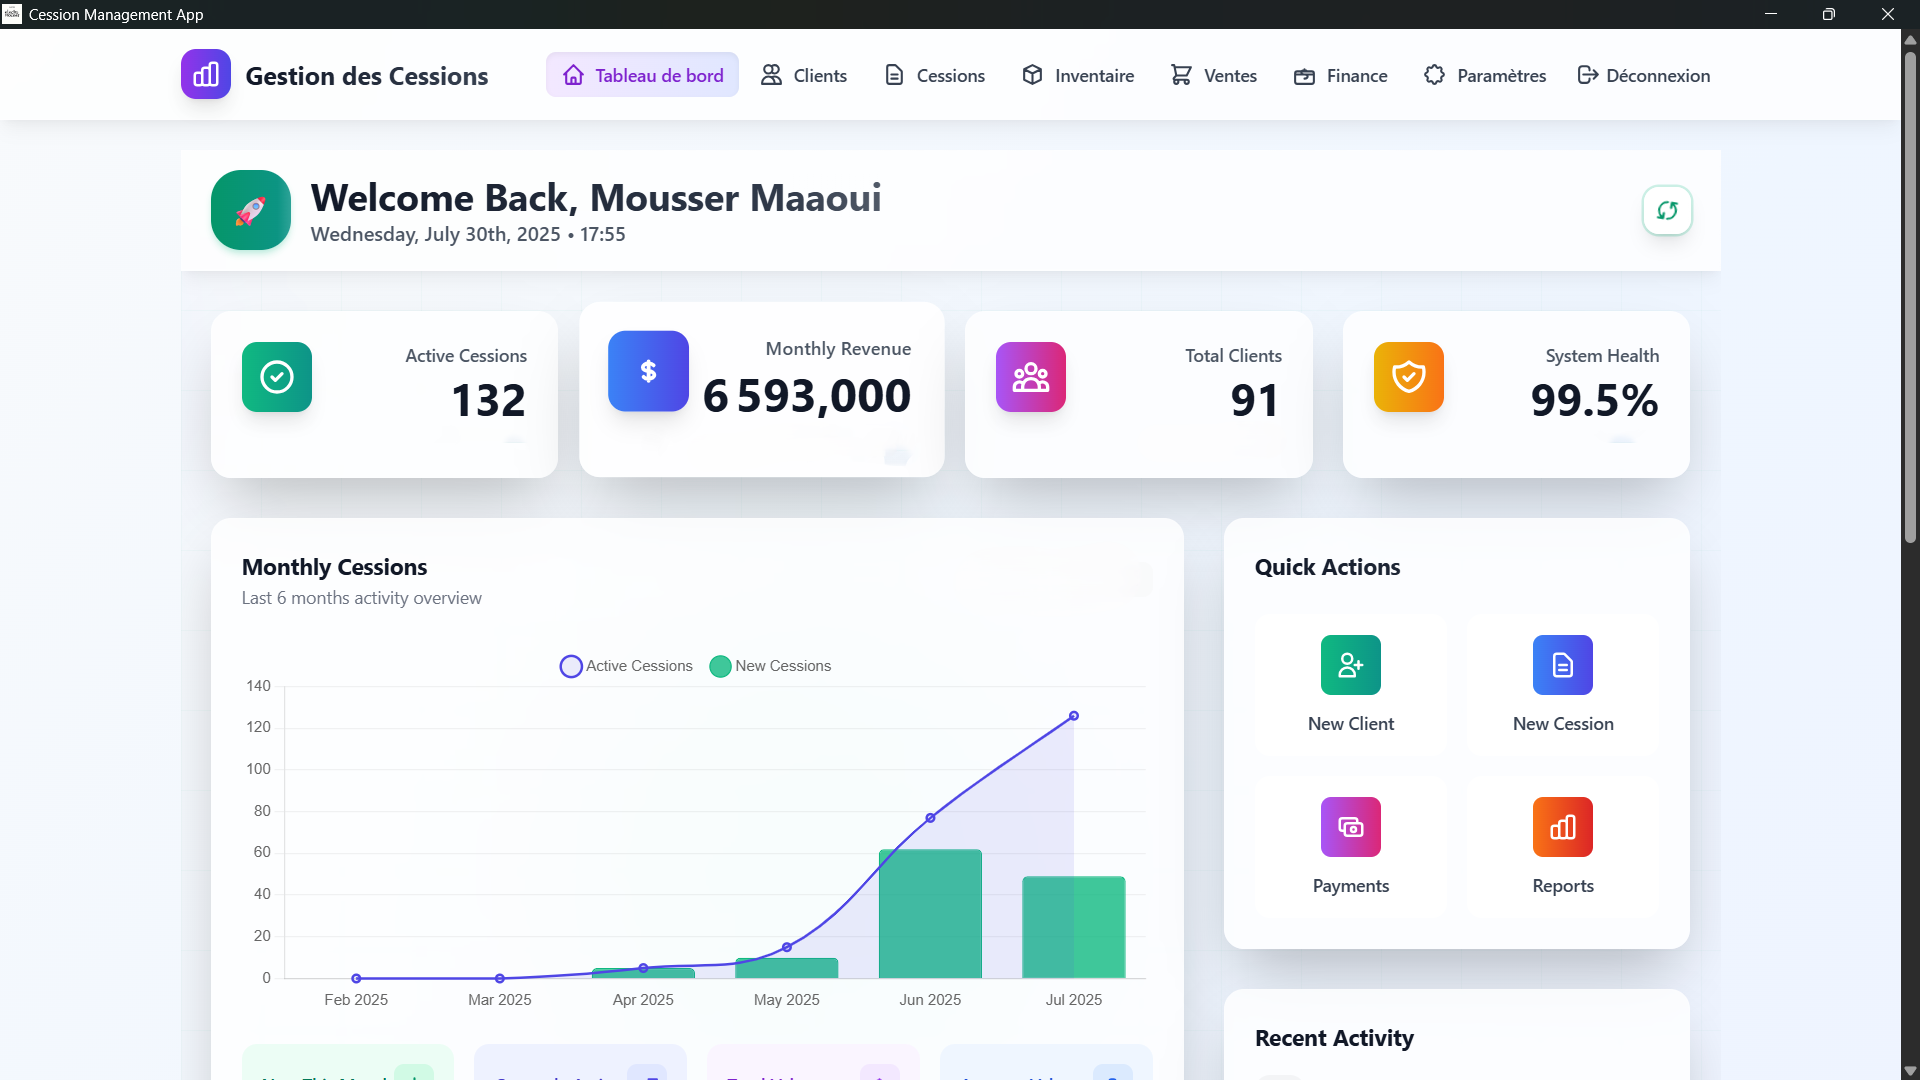 Cession Management App
Gestion des Cessions
Tableau de bord
Clients
Cessions
Inventaire
Ventes
Finance
Paramètres
Déconnexion
Welcome Back, Mousser Maaoui
Wednesday, July 30th, 2025 • 17:55
Active Cessions
132
Monthly Revenue
6 593,000
Total Clients
91
System Health
99.5%
Monthly Cessions
Last 6 months activity overview
Active Cessions
New Cessions
140
120
100
80
60
40
20
0
Feb 2025
Mar 2025
Apr 2025
May 2025
Jun 2025
Jul 2025
Quick Actions
New Client
New Cession
Payments
Reports
Recent Activity